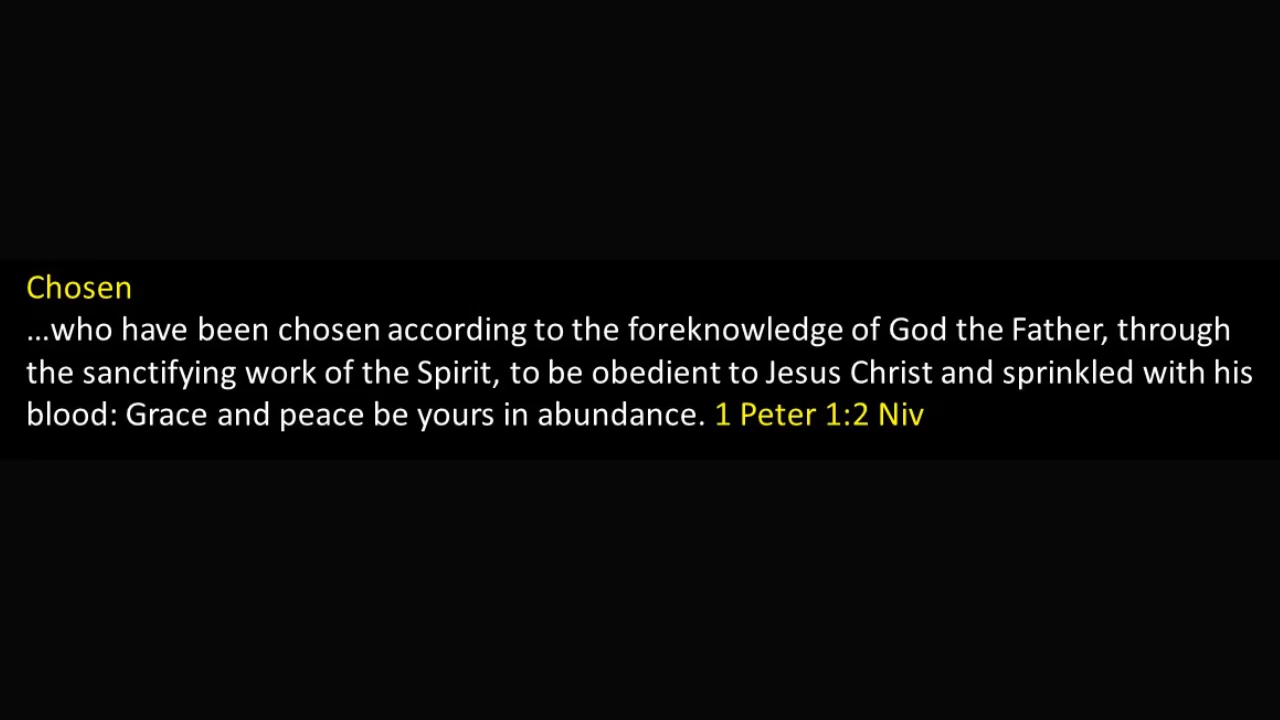 Chosen
...who have been chosen according to the foreknowledge of God the Father, through
the sanctifying work of the Spirit, to be obedient to Jesus Christ and sprinkled with his
blood: Grace and peace be yours in abundance. 1 Peter 1:2 Niv